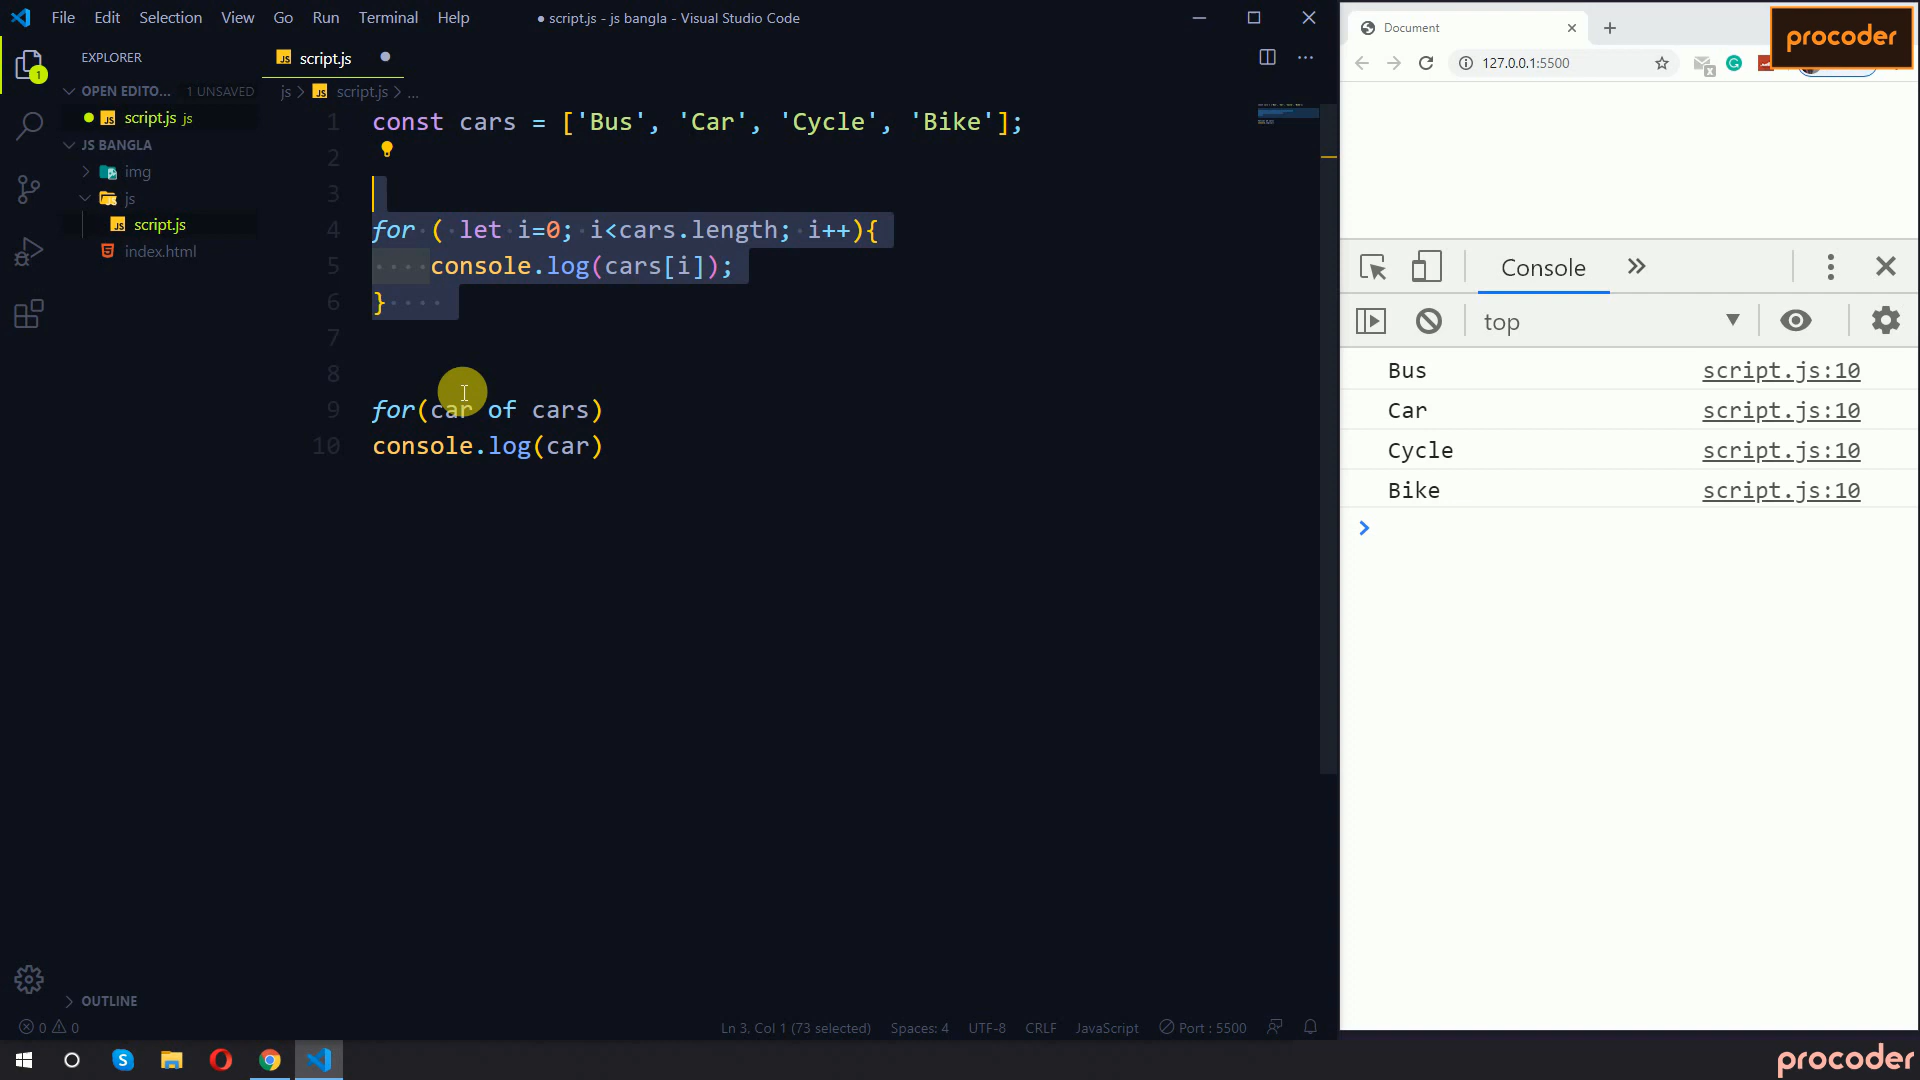 File Edit Selection View Go Run Terminal Help
● script.js - js bangla - Visual Studio Code
EXPLORER
OPEN EDITO... 1 UNSAVED
script.js js
JS BANGLA
img
js
script.js
index.html
OUTLINE
1
script.js
js > script.js > ...
1 const cars = ['Bus', 'Car', 'Cycle', 'Bike'];
2
3
4 for ( let i=0; i<cars.length; i++){
5 console.log(cars[i]);
6 }
7
8
9 for(car of cars)
10 console.log(car)
0 0
Ln 3, Col 1 (73 selected) Spaces: 4 UTF-8 CRLF JavaScript Port : 5500
Document
127.0.0.1:5500
procoder
Console
top
Bus script.js:10
Car script.js:10
Cycle script.js:10
Bike script.js:10
procoder